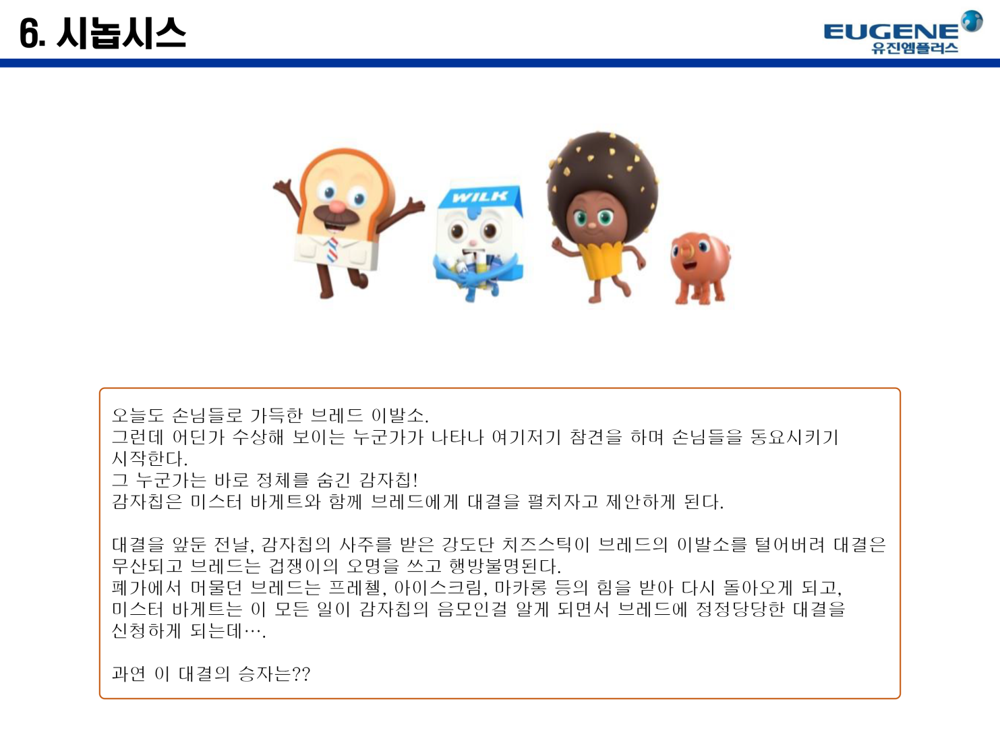 6. 시놉시스
EUGENE
유진엠플러스
WILK
오늘도 손님들로 가득한 브레드 이발소.
그런데 어딘가 수상해 보이는 누군가가 나타나 여기저기 참견을 하며 손님들을 동요시키기
시작한다.
그 누군가는 바로 정체를 숨긴 감자칩!
감자칩은 미스터 바게트와 함께 브레드에게 대결을 펼치자고 제안하게 된다.
대결을 앞둔 전날, 감자칩의 사주를 받은 강도단 치즈스틱이 브레드의 이발소를 털어버려 대결은
무산되고 브레드는 겁쟁이의 오명을 쓰고 행방불명된다.
폐가에서 머물던 브레드는 프레첼, 아이스크림, 마카롱 등의 힘을 받아 다시 돌아오게 되고,
미스터 바게트는 이 모든 일이 감자칩의 음모인걸 알게 되면서 브레드에 정정당당한 대결을
신청하게 되는데….
과연 이 대결의 승자는??